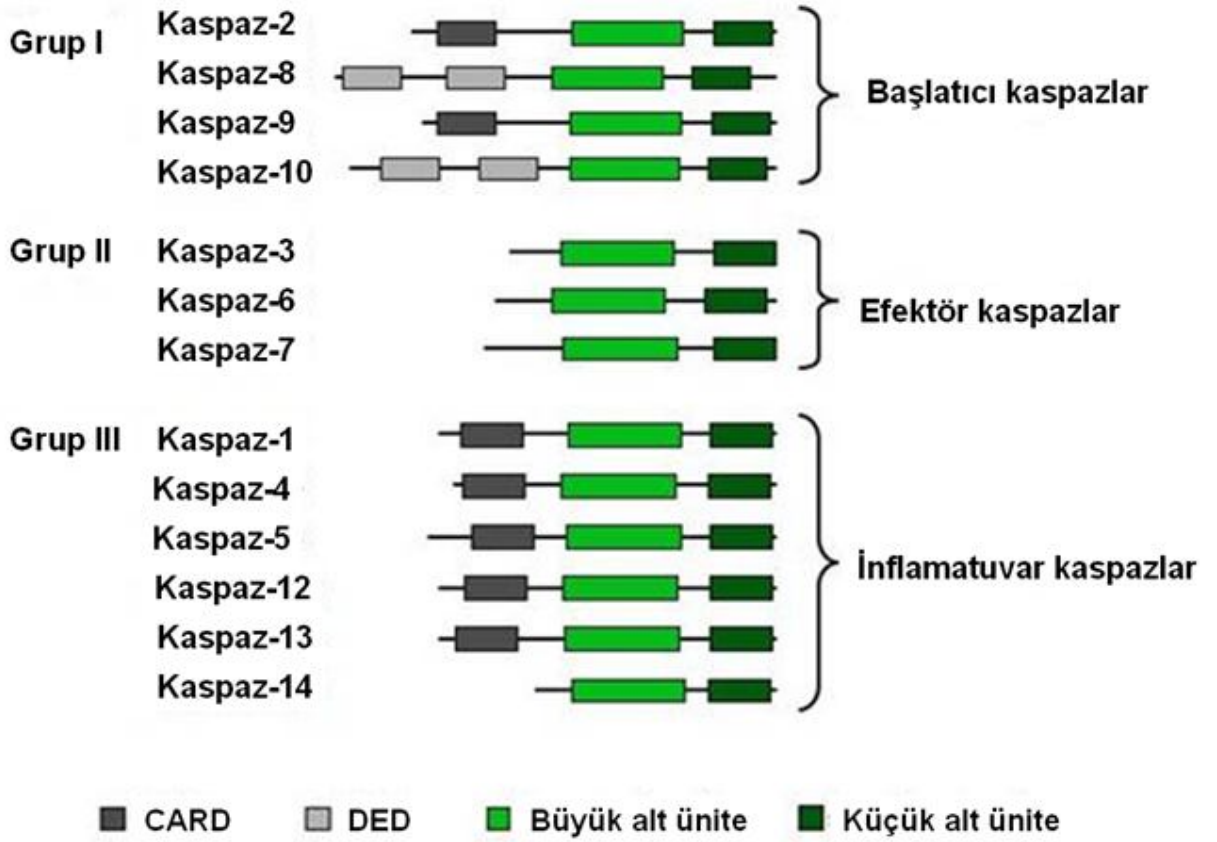 Grup I
Kaspaz-2
Kaspaz-8
Kaspaz-9
Kaspaz-10
Başlatıcı kaspazlar
Grup II
Kaspaz-3
Kaspaz-6
Kaspaz-7
Efektör kaspazlar
Grup III
Kaspaz-1
Kaspaz-4
Kaspaz-5
Kaspaz-12
Kaspaz-13
Kaspaz-14
İnflamatuvar kaspazlar
CARD DED Büyük alt ünite Küçük alt ünite